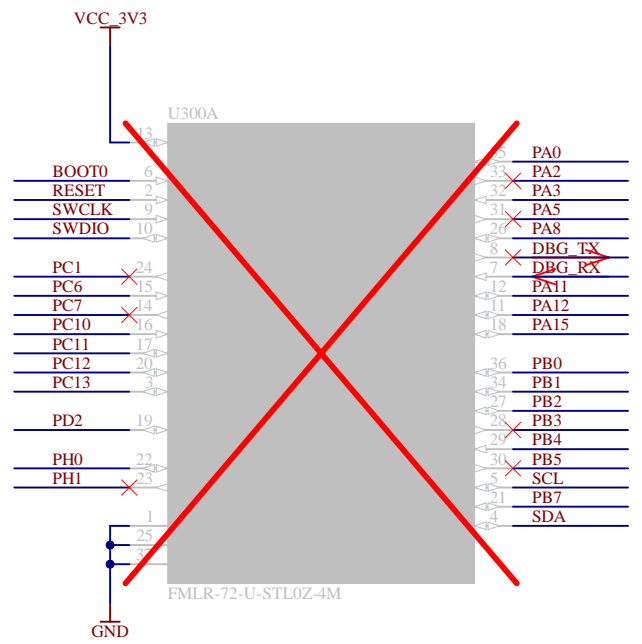 VCC_3V3
U300A
13
BOOT0 6
RESET 2
SWCLK 9
SWDIO 10
PC1 24
PC6 15
PC7 14
PC10 16
PC11 17
PC12 20
PC13 3
PD2 19
PH0 22
PH1 23
1
25
37
GND
35 PA0
33 PA2
32 PA3
31 PA5
26 PA8
8 DBG_TX
7 DBG_RX
12 PA11
11 PA12
18 PA15
36 PB0
34 PB1
27 PB2
28 PB3
29 PB4
30 PB5
5 SCL
21 PB7
4 SDA
FMLR-72-U-STL0Z-4M